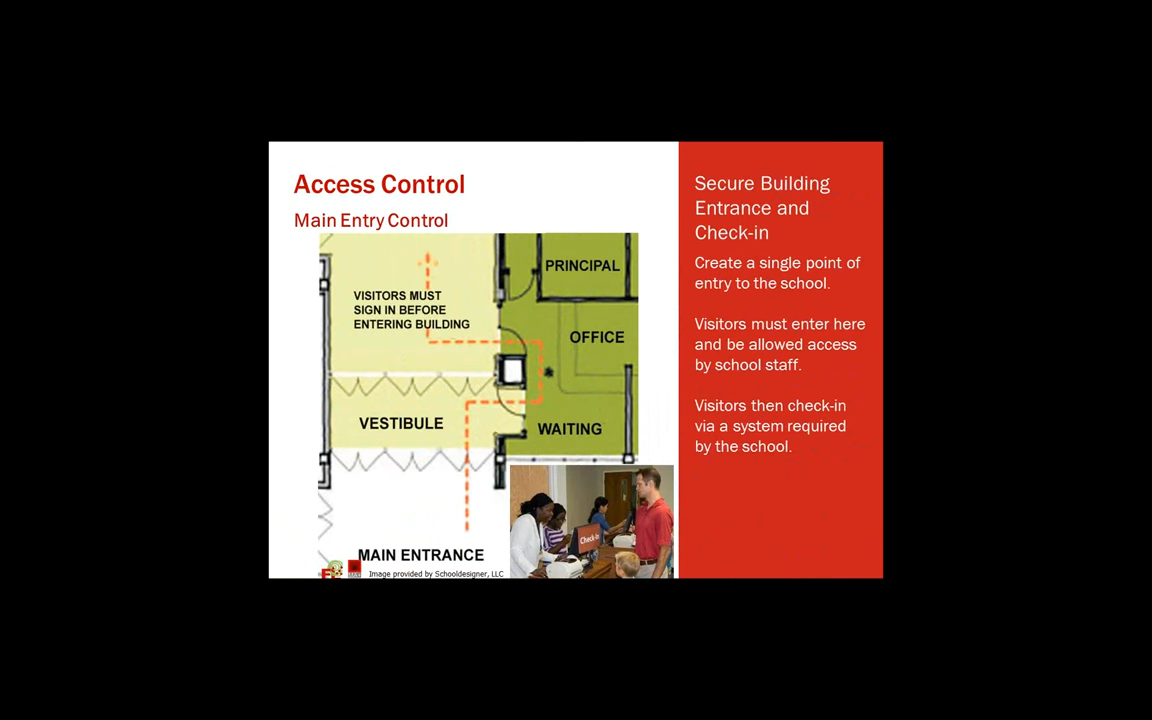 Access Control
Main Entry Control
PRINCIPAL
VISITORS MUST
SIGN IN BEFORE
ENTERING BUILDING
OFFICE
VESTIBULE
WAITING
MAIN ENTRANCE
Image provided by Schooldesigner, LLC
Check-in
Secure Building
Entrance and
Check-in
Create a single point of
entry to the school.
Visitors must enter here
and be allowed access
by school staff.
Visitors then check-in
via a system required
by the school.